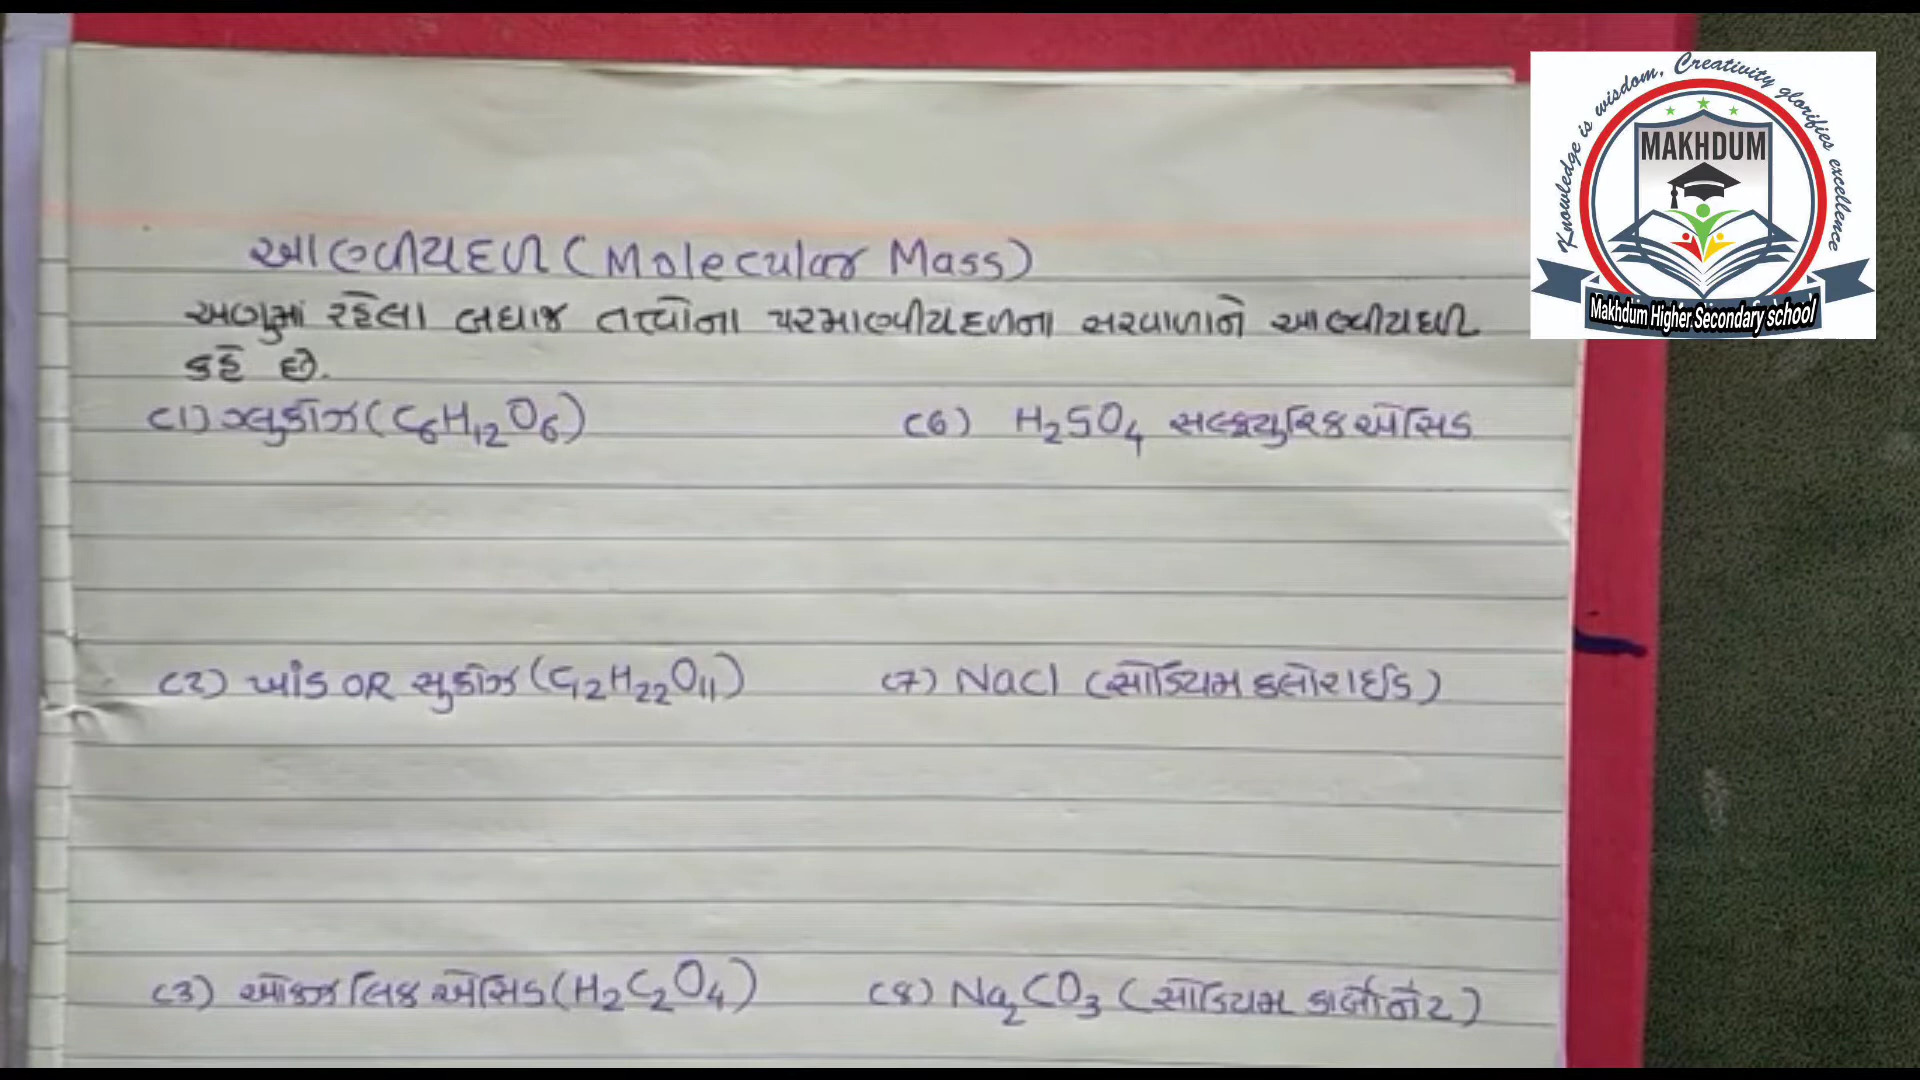 આણ્વીયદળ (Molecular Mass)
અણુમાં રહેલા બધાજ તત્ત્વોના પરમાણ્વીયદળના સરવાળાને આણ્વીયદળ
કહે છે.
(1) ગ્લુકોઝ (C₆H₁₂O₆)
(6) H₂SO₄ સલ્ફ્યુરિક ઍસિડ
(2) ખાંડ OR સુક્રોઝ (C₁₂H₂₂O₁₁)
(7) NaCl (સોડિયમ ક્લોરાઈડ)
(3) ઓક્ઝલિક ઍસિડ (H₂C₂O₄)
(8) Na₂CO₃ (સોડિયમ કાર્બોનેટ)
Knowledge is wisdom, Creativity glorifies excellence
MAKHDUM
Makhdum Higher Secondary school